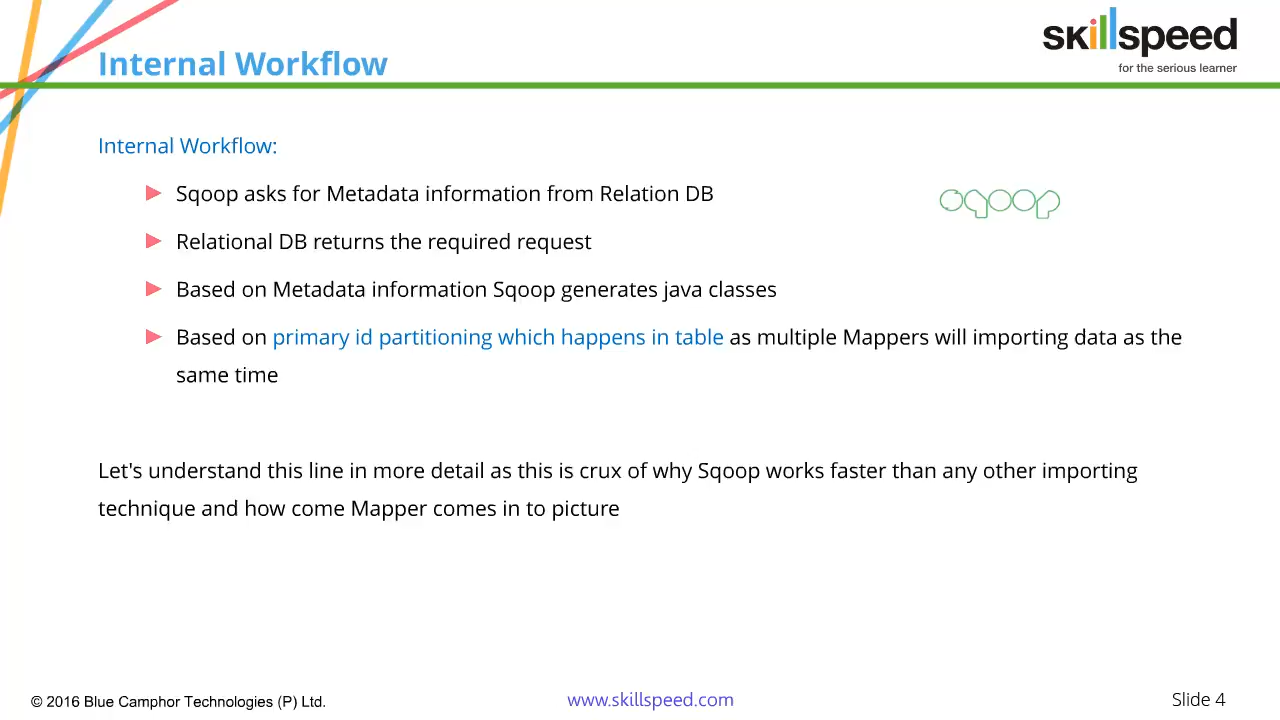 Internal Workflow
skillspeed
for the serious learner
Internal Workflow:
Sqoop asks for Metadata information from Relation DB
sqoop
Relational DB returns the required request
Based on Metadata information Sqoop generates java classes
Based on primary id partitioning which happens in table as multiple Mappers will importing data as the
same time
Let's understand this line in more detail as this is crux of why Sqoop works faster than any other importing
technique and how come Mapper comes in to picture
© 2016 Blue Camphor Technologies (P) Ltd.
www.skillspeed.com
Slide 4